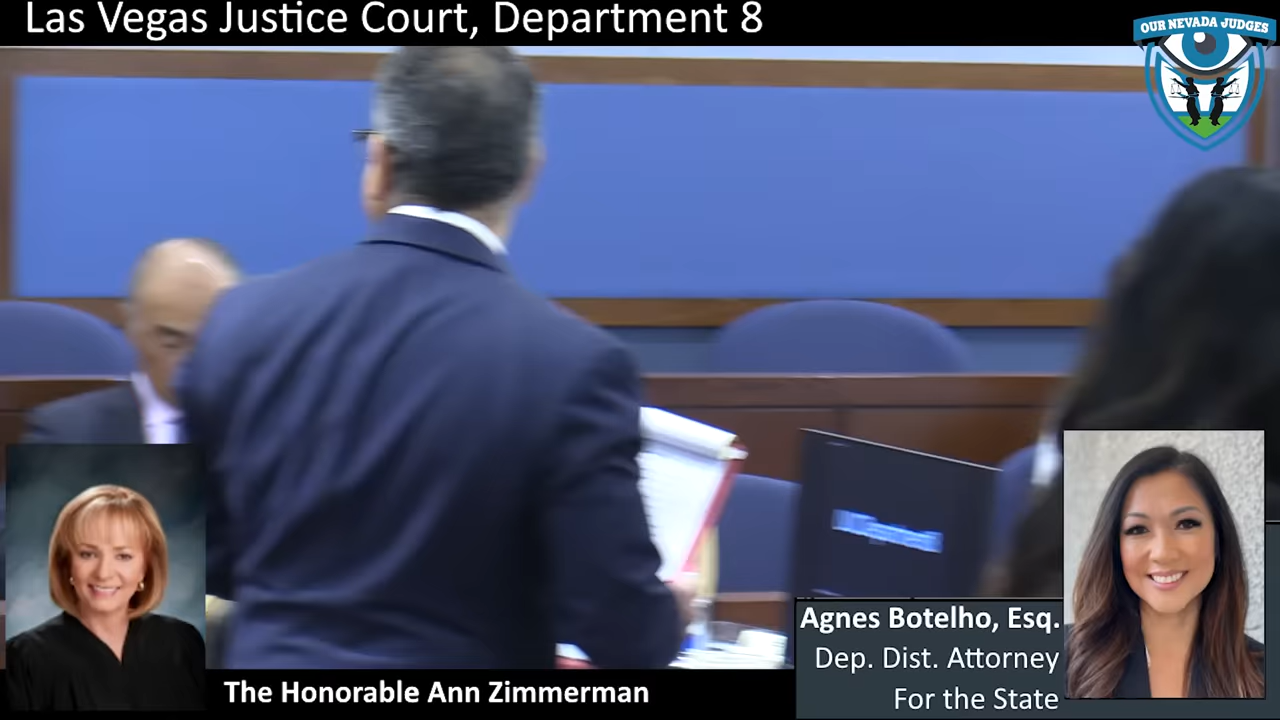 Las Vegas Justice Court, Department 8
OUR NEVADA JUDGES
Agnes Botelho, Esq.
Dep. Dist. Attorney
For the State
The Honorable Ann Zimmerman